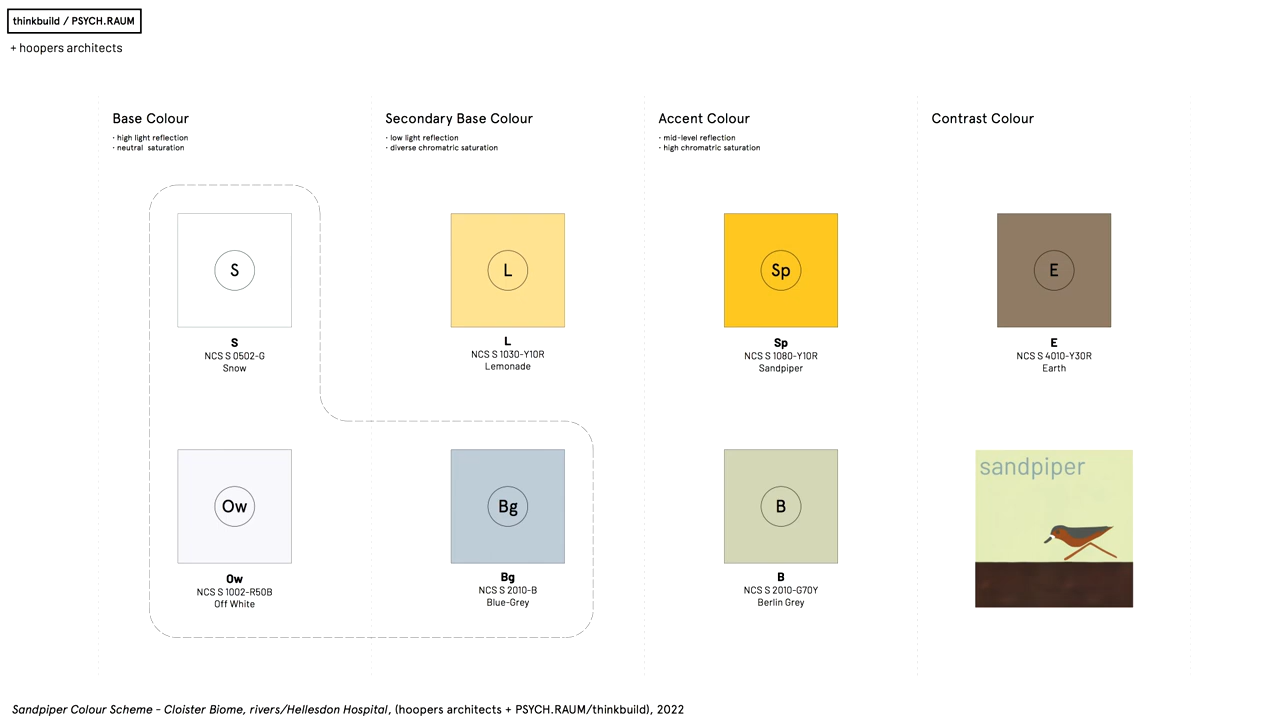 thinkbuild / PSYCH.RAUM
+ hoopers architects
Base Colour
· high light reflection
· neutral saturation
Secondary Base Colour
· low light reflection
· diverse chromatric saturation
Accent Colour
· mid-level reflection
· high chromatric saturation
Contrast Colour
S
S
NCS S 0502-G
Snow
L
L
NCS S 1030-Y10R
Lemonade
Sp
Sp
NCS S 1080-Y10R
Sandpiper
E
E
NCS S 4010-Y30R
Earth
Ow
Ow
NCS S 1002-R50B
Off White
Bg
Bg
NCS S 2010-B
Blue-Grey
B
B
NCS S 2010-G70Y
Berlin Grey
sandpiper
Sandpiper Colour Scheme - Cloister Biome, rivers/Hellesdon Hospital, (hoopers architects + PSYCH.RAUM/thinkbuild), 2022